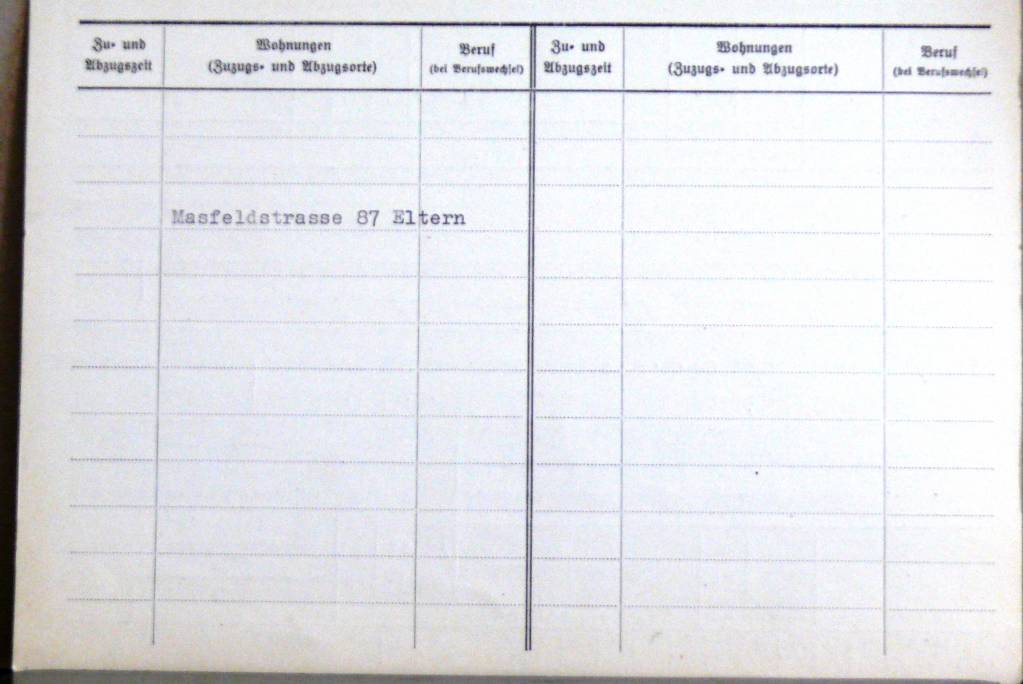 Zu- und Abzugszeit
Wohnungen
(Zuzugs- und Abzugsorte)
Beruf
(bei Berufswechsel)
Zu- und Abzugszeit
Wohnungen
(Zuzugs- und Abzugsorte)
Beruf
(bei Berufswechsel)
Masfeldstrasse 87 Eltern